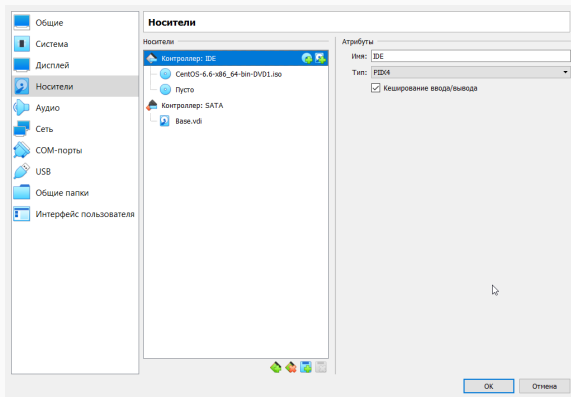 Общие
Система
Дисплей
Носители
Аудио
Сеть
COM-порты
USB
Общие папки
Интерфейс пользователя
Носители
Носители
Контроллер: IDE
CentOS-6.6-x86_64-bin-DVD1.iso
Пусто
Контроллер: SATA
Base.vdi
Атрибуты
Имя: IDE
Тип: PIIX4
Кеширование ввода/вывода
OK
Отмена